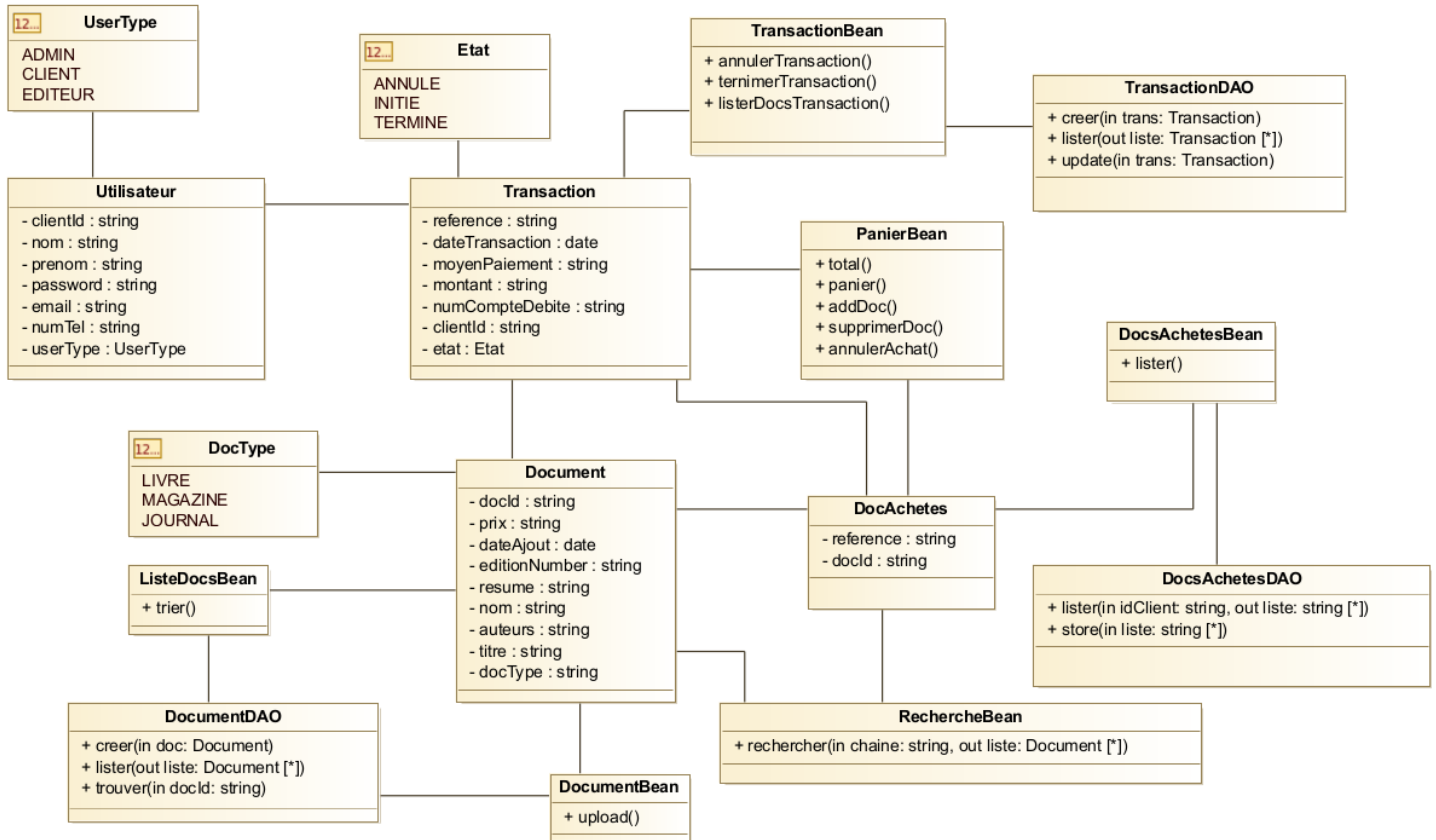 12... UserType
ADMIN
CLIENT
EDITEUR
12... Etat
ANNULE
INITIE
TERMINE
TransactionBean
+ annulerTransaction()
+ ternimerTransaction()
+ listerDocsTransaction()
TransactionDAO
+ creer(in trans: Transaction)
+ lister(out liste: Transaction [*])
+ update(in trans: Transaction)
Utilisateur
- clientId : string
- nom : string
- prenom : string
- password : string
- email : string
- numTel : string
- userType : UserType
Transaction
- reference : string
- dateTransaction : date
- moyenPaiement : string
- montant : string
- numCompteDebite : string
- clientId : string
- etat : Etat
PanierBean
+ total()
+ panier()
+ addDoc()
+ supprimerDoc()
+ annulerAchat()
DocsAchetesBean
+ lister()
12... DocType
LIVRE
MAGAZINE
JOURNAL
Document
- docId : string
- prix : string
- dateAjout : date
- editionNumber : string
- resume : string
- nom : string
- auteurs : string
- titre : string
- docType : string
DocAchetes
- reference : string
- docId : string
ListeDocsBean
+ trier()
DocsAchetesDAO
+ lister(in idClient: string, out liste: string [*])
+ store(in liste: string [*])
DocumentDAO
+ creer(in doc: Document)
+ lister(out liste: Document [*])
+ trouver(in docId: string)
RechercheBean
+ rechercher(in chaine: string, out liste: Document [*])
DocumentBean
+ upload()